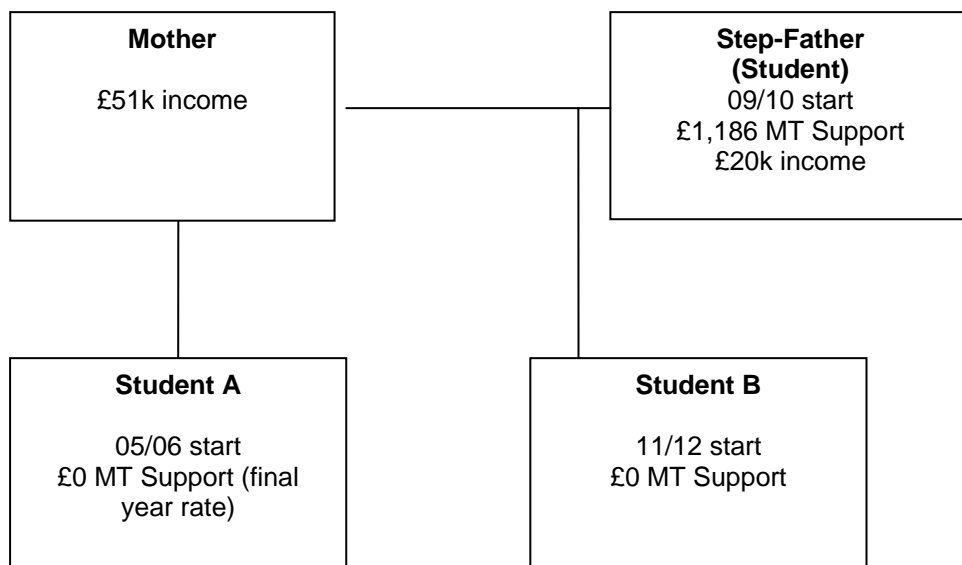 Mother
£51k income
Step-Father
(Student)
09/10 start
£1,186 MT Support
£20k income
Student A
05/06 start
£0 MT Support (final
year rate)
Student B
11/12 start
£0 MT Support